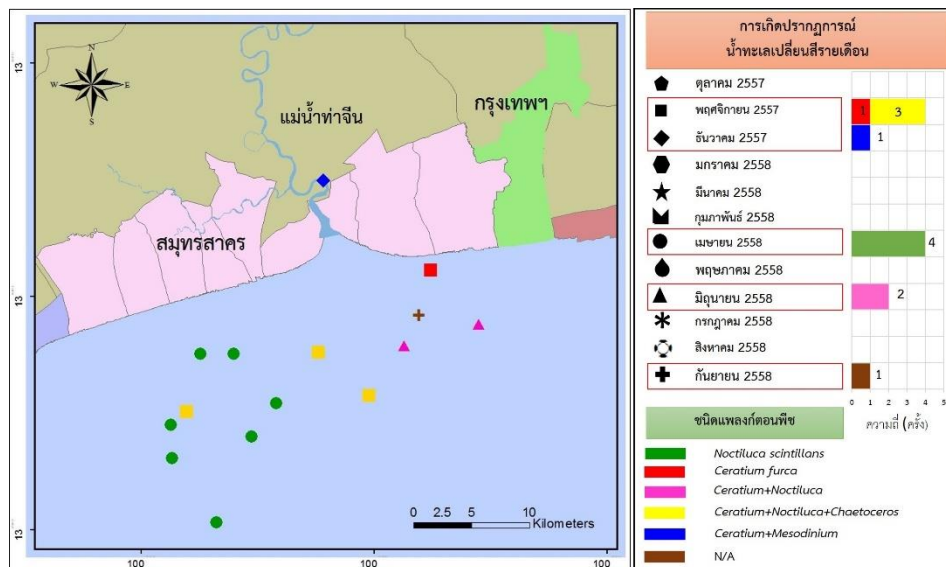 13
N
W
E
S
แม่น้ำท่าจีน
กรุงเทพฯ
สมุทรสาคร
13
13
0 2.5 5 10
Kilometers
100 100 100
การเกิดปรากฏการณ์
น้ำทะเลเปลี่ยนสีรายเดือน
ตุลาคม 2557
พฤศจิกายน 2557 1 3
ธันวาคม 2557 1
มกราคม 2558
มีนาคม 2558
กุมภาพันธ์ 2558
เมษายน 2558 4
พฤษภาคม 2558
มิถุนายน 2558 2
กรกฎาคม 2558
สิงหาคม 2558
กันยายน 2558 1
0 1 2 3 4 5
ความถี่ (ครั้ง)
ชนิดแพลงก์ตอนพืช
Noctiluca scintillans
Ceratium furca
Ceratium+Noctiluca
Ceratium+Noctiluca+Chaetoceros
Ceratium+Mesodinium
N/A